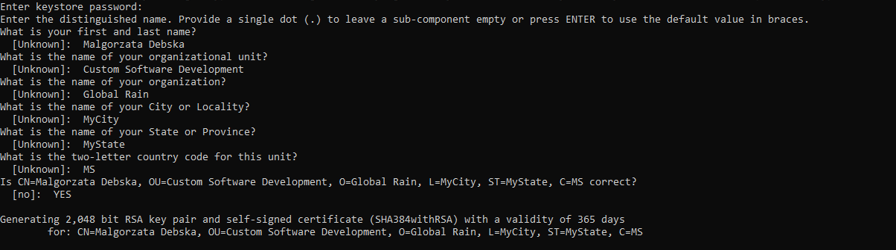 Enter keystore password:
Enter the distinguished name. Provide a single dot (.) to leave a sub-component empty or press ENTER to use the default value in braces.
What is your first and last name?
  [Unknown]:  Malgorzata Debska
What is the name of your organizational unit?
  [Unknown]:  Custom Software Development
What is the name of your organization?
  [Unknown]:  Global Rain
What is the name of your City or Locality?
  [Unknown]:  MyCity
What is the name of your State or Province?
  [Unknown]:  MyState
What is the two-letter country code for this unit?
  [Unknown]:  MS
Is CN=Malgorzata Debska, OU=Custom Software Development, O=Global Rain, L=MyCity, ST=MyState, C=MS correct?
  [no]:  YES
Generating 2,048 bit RSA key pair and self-signed certificate (SHA384withRSA) with a validity of 365 days
        for: CN=Malgorzata Debska, OU=Custom Software Development, O=Global Rain, L=MyCity, ST=MyState, C=MS